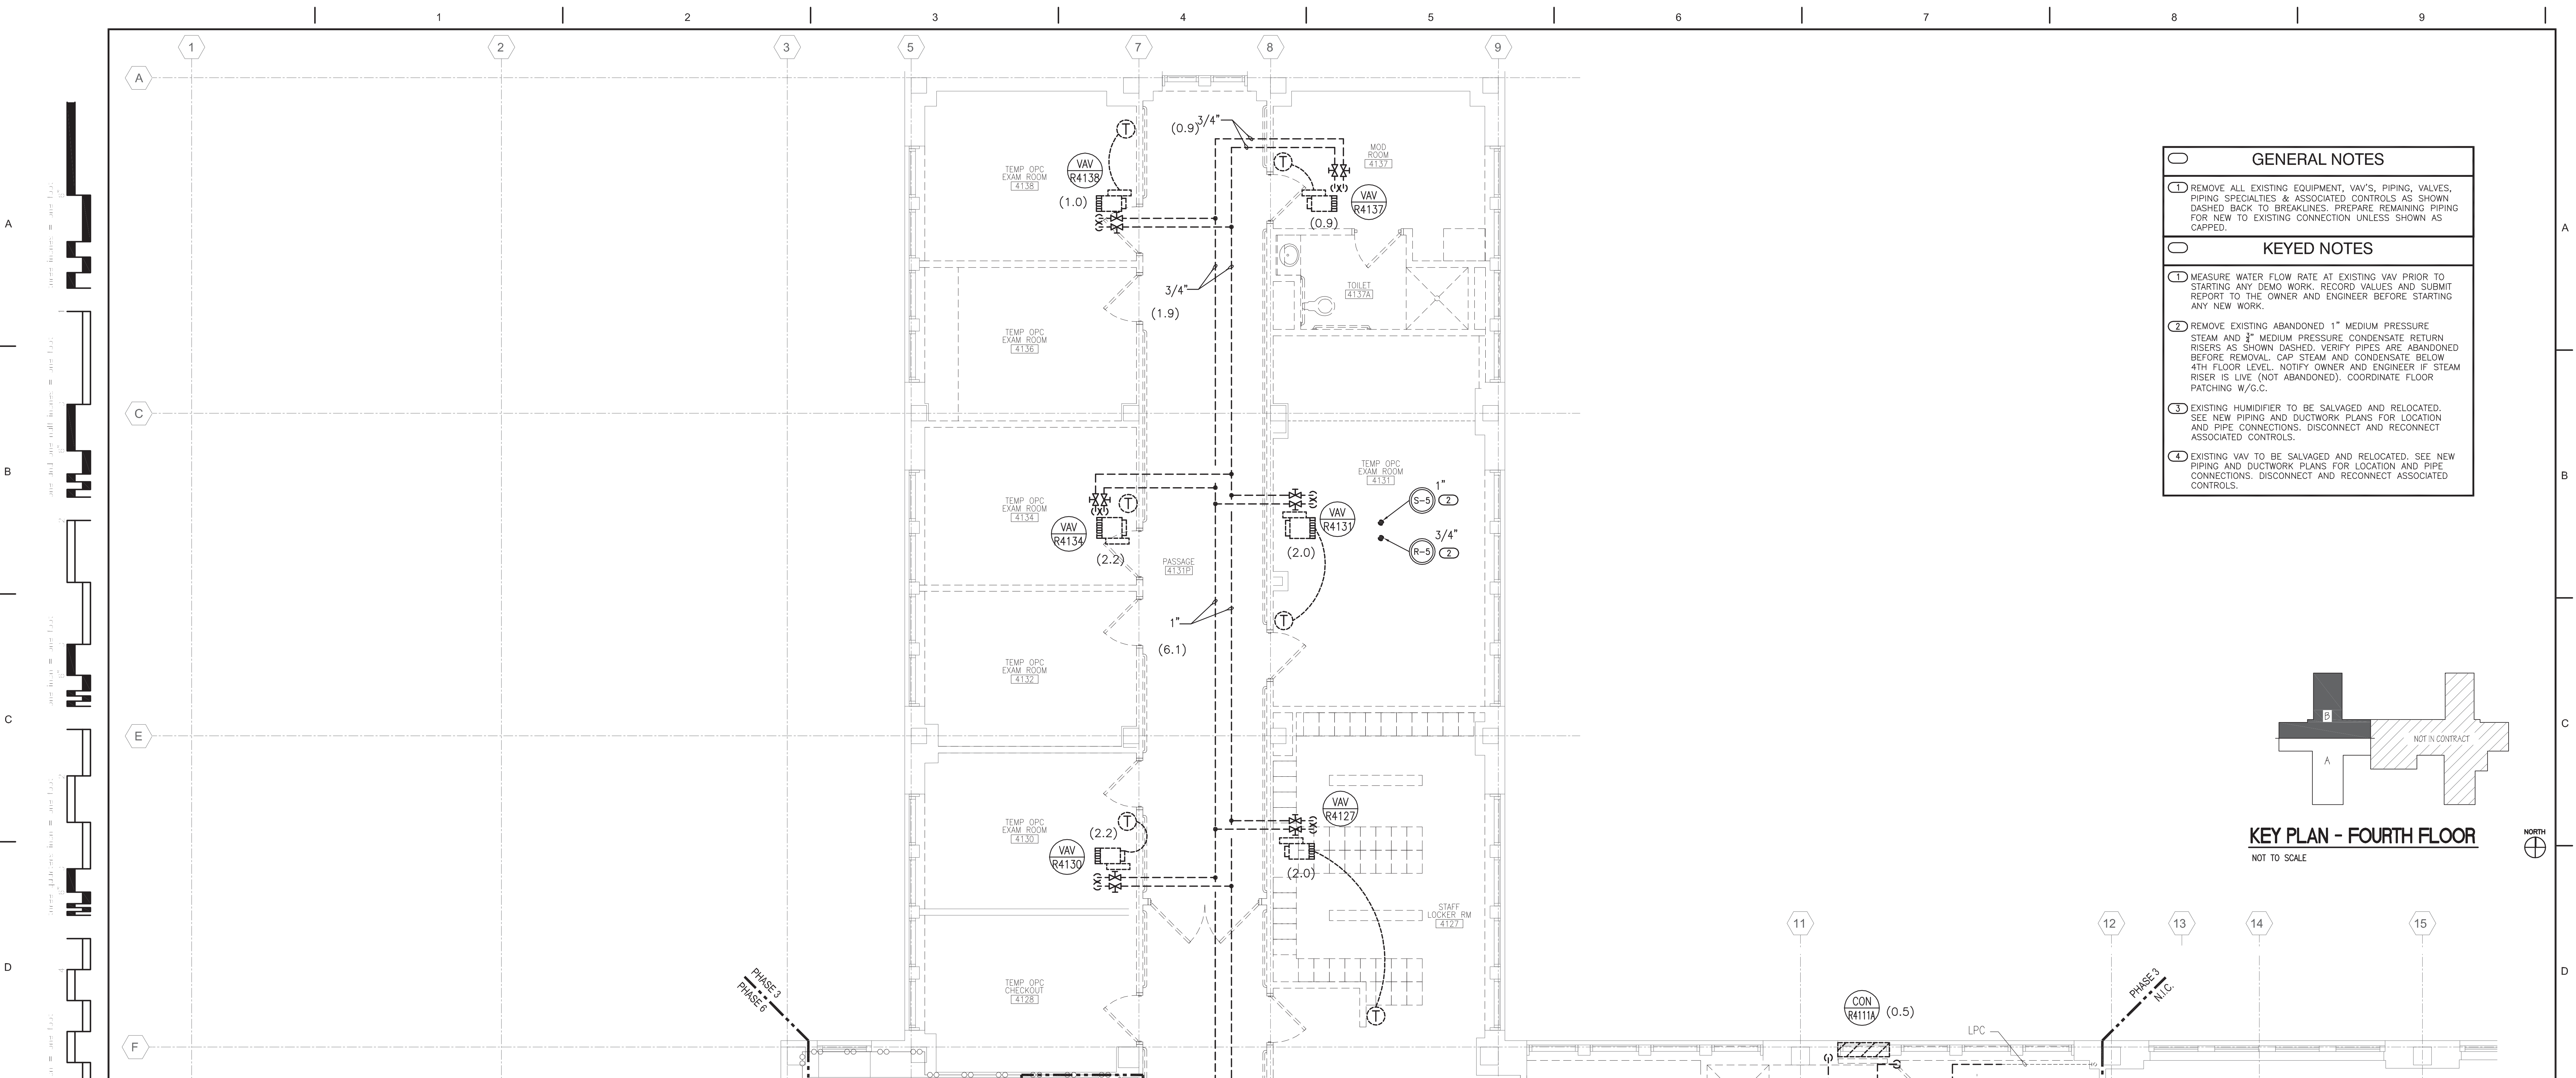 1 2 3 4 5 6 7 8 9
1 2 3 5 7 8 9
A
C
E
F
A
B
C
D
A
B
C
D
3/4"
(0.9)
T
VAV
R4138
(1.0)
TEMP OPC
EXAM ROOM
4138
MOD
ROOM
4137
T
VAV
R4137
(0.9)
TOILET
4137A
3/4"
(1.9)
TEMP OPC
EXAM ROOM
4136
TEMP OPC
EXAM ROOM
4131
TEMP OPC
EXAM ROOM
4134
T
VAV
R4134
(2.2)
VAV
R4131
(2.0)
T
1"
S-5 2
3/4"
R-5 2
PASSAGE
4131P
1"
(6.1)
TEMP OPC
EXAM ROOM
4132
TEMP OPC
EXAM ROOM
4130
(2.2)
T
VAV
R4130
VAV
R4127
(2.0)
STAFF
LOCKER RM
4127
T
TEMP OPC
CHECKOUT
4128
PHASE 3
PHASE 6
GENERAL NOTES
1 REMOVE ALL EXISTING EQUIPMENT, VAV'S, PIPING, VALVES,
PIPING SPECIALTIES & ASSOCIATED CONTROLS AS SHOWN
DASHED BACK TO BREAKLINES. PREPARE REMAINING PIPING
FOR NEW TO EXISTING CONNECTION UNLESS SHOWN AS
CAPPED.
KEYED NOTES
1 MEASURE WATER FLOW RATE AT EXISTING VAV PRIOR TO
STARTING ANY DEMO WORK. RECORD VALUES AND SUBMIT
REPORT TO THE OWNER AND ENGINEER BEFORE STARTING
ANY NEW WORK.
2 REMOVE EXISTING ABANDONED 1" MEDIUM PRESSURE
STEAM AND ¾" MEDIUM PRESSURE CONDENSATE RETURN
RISERS AS SHOWN DASHED. VERIFY PIPES ARE ABANDONED
BEFORE REMOVAL. CAP STEAM AND CONDENSATE BELOW
4TH FLOOR LEVEL. NOTIFY OWNER AND ENGINEER IF STEAM
RISER IS LIVE (NOT ABANDONED). COORDINATE FLOOR
PATCHING W/G.C.
3 EXISTING HUMIDIFIER TO BE SALVAGED AND RELOCATED.
SEE NEW PIPING AND DUCTWORK PLANS FOR LOCATION
AND PIPE CONNECTIONS. DISCONNECT AND RECONNECT
ASSOCIATED CONTROLS.
4 EXISTING VAV TO BE SALVAGED AND RELOCATED. SEE NEW
PIPING AND DUCTWORK PLANS FOR LOCATION AND PIPE
CONNECTIONS. DISCONNECT AND RECONNECT ASSOCIATED
CONTROLS.
B
A
NOT IN CONTRACT
KEY PLAN - FOURTH FLOOR
NOT TO SCALE
NORTH
11 12 13 14 15
PHASE 3
N.I.C.
CON
R4111A
(0.5)
LPC